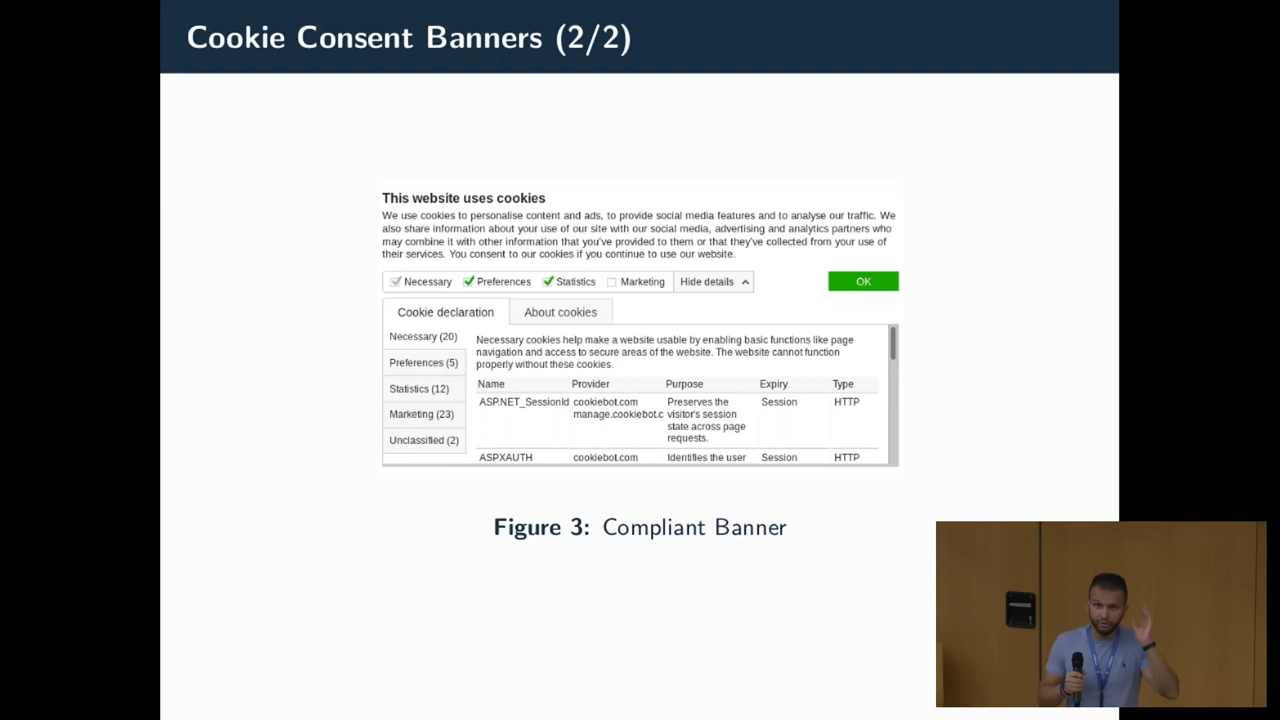 Cookie Consent Banners (2/2)
This website uses cookies
We use cookies to personalise content and ads, to provide social media features and to analyse our traffic. We
also share information about your use of our site with our social media, advertising and analytics partners who
may combine it with other information that you've provided to them or that they've collected from your use of
their services. You consent to our cookies if you continue to use our website.
Necessary Preferences Statistics Marketing Hide details OK
Cookie declaration About cookies
Necessary (20)
Preferences (5)
Statistics (12)
Marketing (23)
Unclassified (2)
Necessary cookies help make a website usable by enabling basic functions like page
navigation and access to secure areas of the website. The website cannot function
properly without these cookies.
Name Provider Purpose Expiry Type
ASP.NET_SessionId cookiebot.com Preserves the Session HTTP
manage.cookiebot.c visitor's session
state across page
requests.
ASPXAUTH cookiebot.com Identifies the user Session HTTP
Figure 3: Compliant Banner